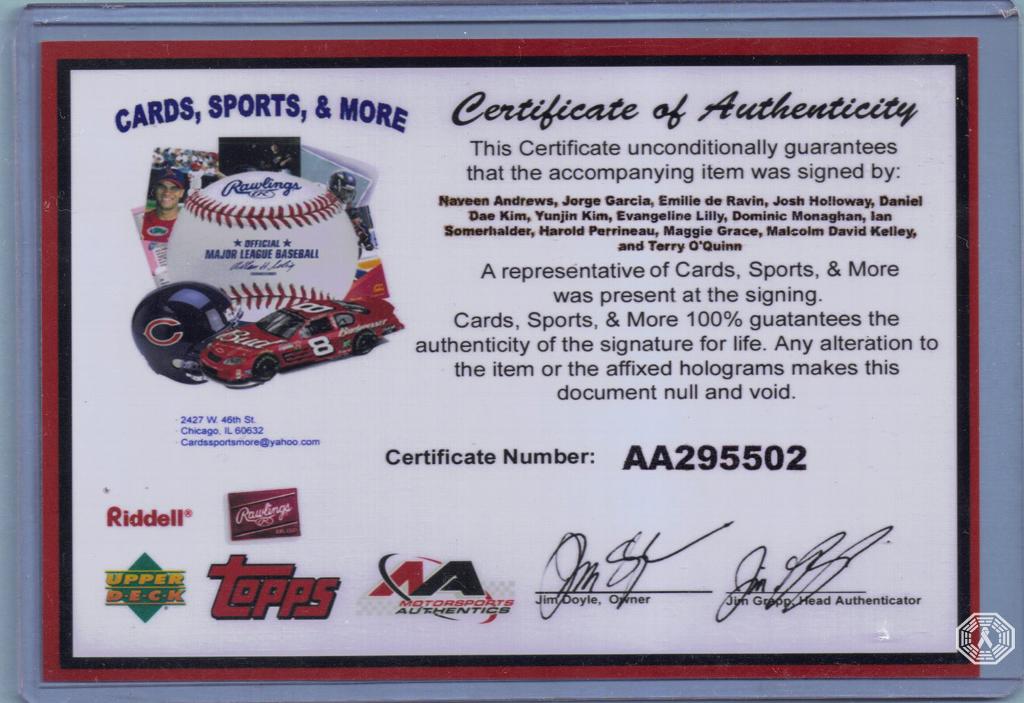 CARDS, SPORTS, & MORE
Rawlings
★ OFFICIAL ★
MAJOR LEAGUE BASEBALL
Bud
8
Budweiser
2427 W. 46th St.
Chicago, IL 60632
Cardssportsmore@yahoo.com
Certificate of Authenticity
This Certificate unconditionally guarantees
that the accompanying item was signed by:
Naveen Andrews, Jorge Garcia, Emilie de Ravin, Josh Holloway, Daniel
Dae Kim, Yunjin Kim, Evangeline Lilly, Dominic Monaghan, Ian
Somerhalder, Harold Perrineau, Maggie Grace, Malcolm David Kelley,
and Terry O'Quinn
A representative of Cards, Sports, & More
was present at the signing.
Cards, Sports, & More 100% guatantees the
authenticity of the signature for life. Any alteration to
the item or the affixed holograms makes this
document null and void.
Certificate Number: AA295502
Riddell®
Rawlings
UPPER
D·E·C·K
Topps
MA
MOTORSPORTS
AUTHENTICS
Jim Doyle, Owner
Jim Grapp, Head Authenticator